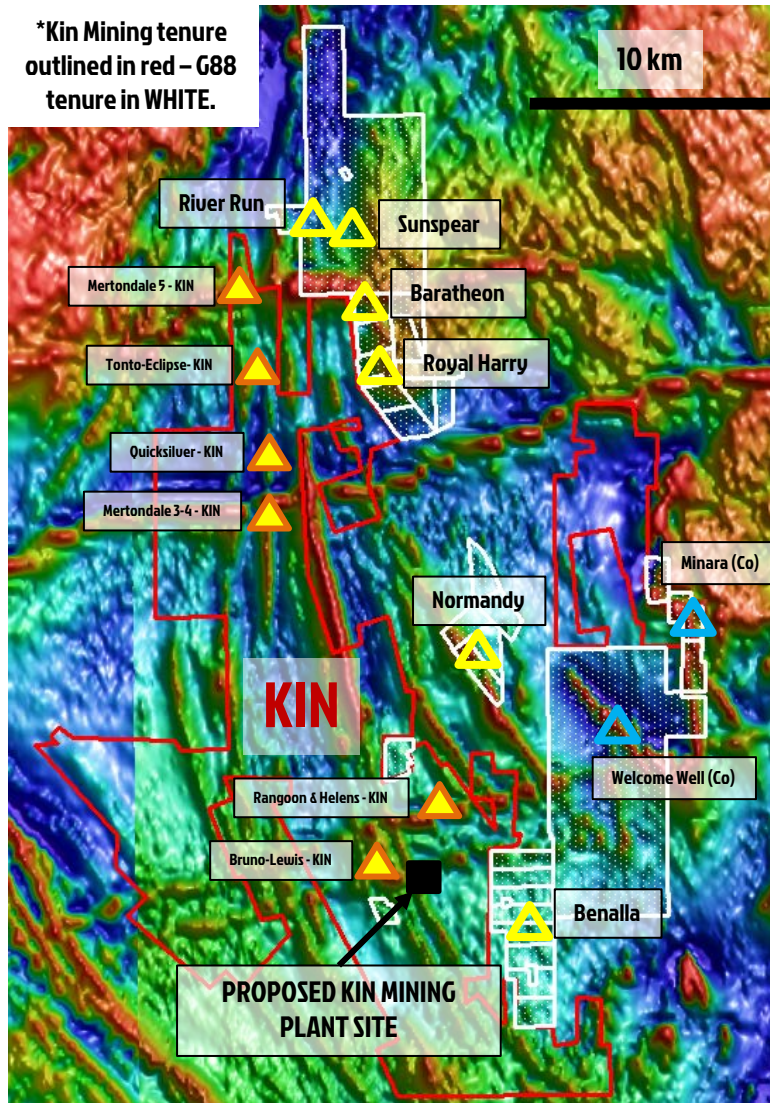 *Kin Mining tenure
outlined in red – G88
tenure in WHITE.
10 km
River Run
Sunspear
Mertondale 5 - KIN
Baratheon
Tonto-Eclipse- KIN
Royal Harry
Quicksilver - KIN
Mertondale 3-4 - KIN
Minara (Co)
Normandy
KIN
Welcome Well (Co)
Rangoon & Helens - KIN
Bruno-Lewis - KIN
Benalla
PROPOSED KIN MINING
PLANT SITE